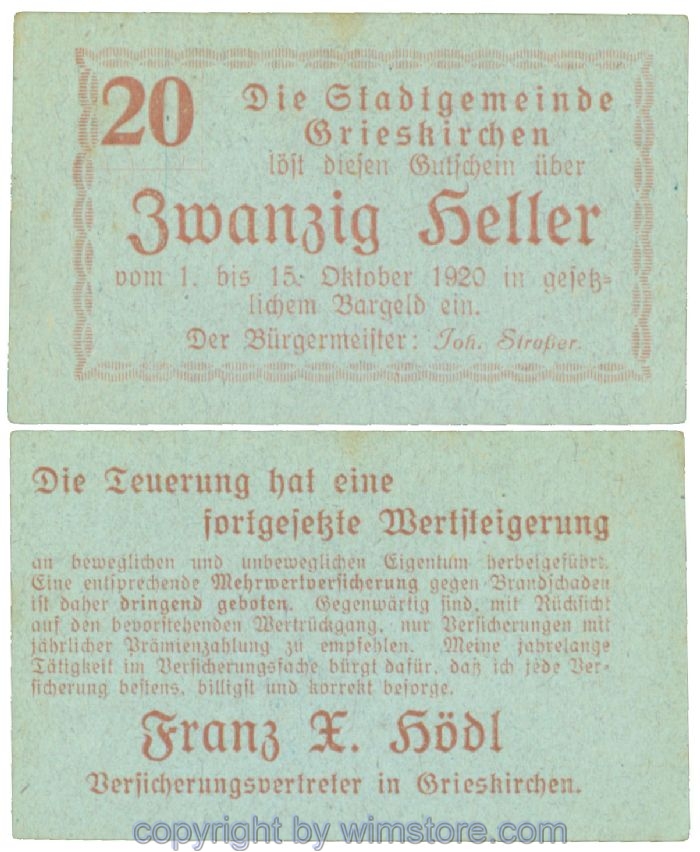 20
Die Stadtgemeinde
Grieskirchen
löst diesen Gutschein über
Zwanzig Heller
vom 1. bis 15. Oktober 1920 in gesetz-
lichem Bargeld ein.
Der Bürgermeister: Joh. Straßer.
Die Teuerung hat eine
fortgesetzte Wertsteigerung
an beweglichen und unbeweglichen Eigentum herbeigeführt.
Eine entsprechende Mehrwertversicherung gegen Brandschaden
ist daher dringend geboten. Gegenwärtig sind, mit Rücksicht
auf den bevorstehenden Wertrückgang, nur Versicherungen mit
jährlicher Prämienzahlung zu empfehlen. Meine jahrelange
Tätigkeit im Versicherungsfache bürgt dafür, daß ich jede Ver-
sicherung bestens, billigst und korrekt besorge.
Franz X. Hödl
Versicherungsvertreter in Grieskirchen.
copyright by wimstore.com